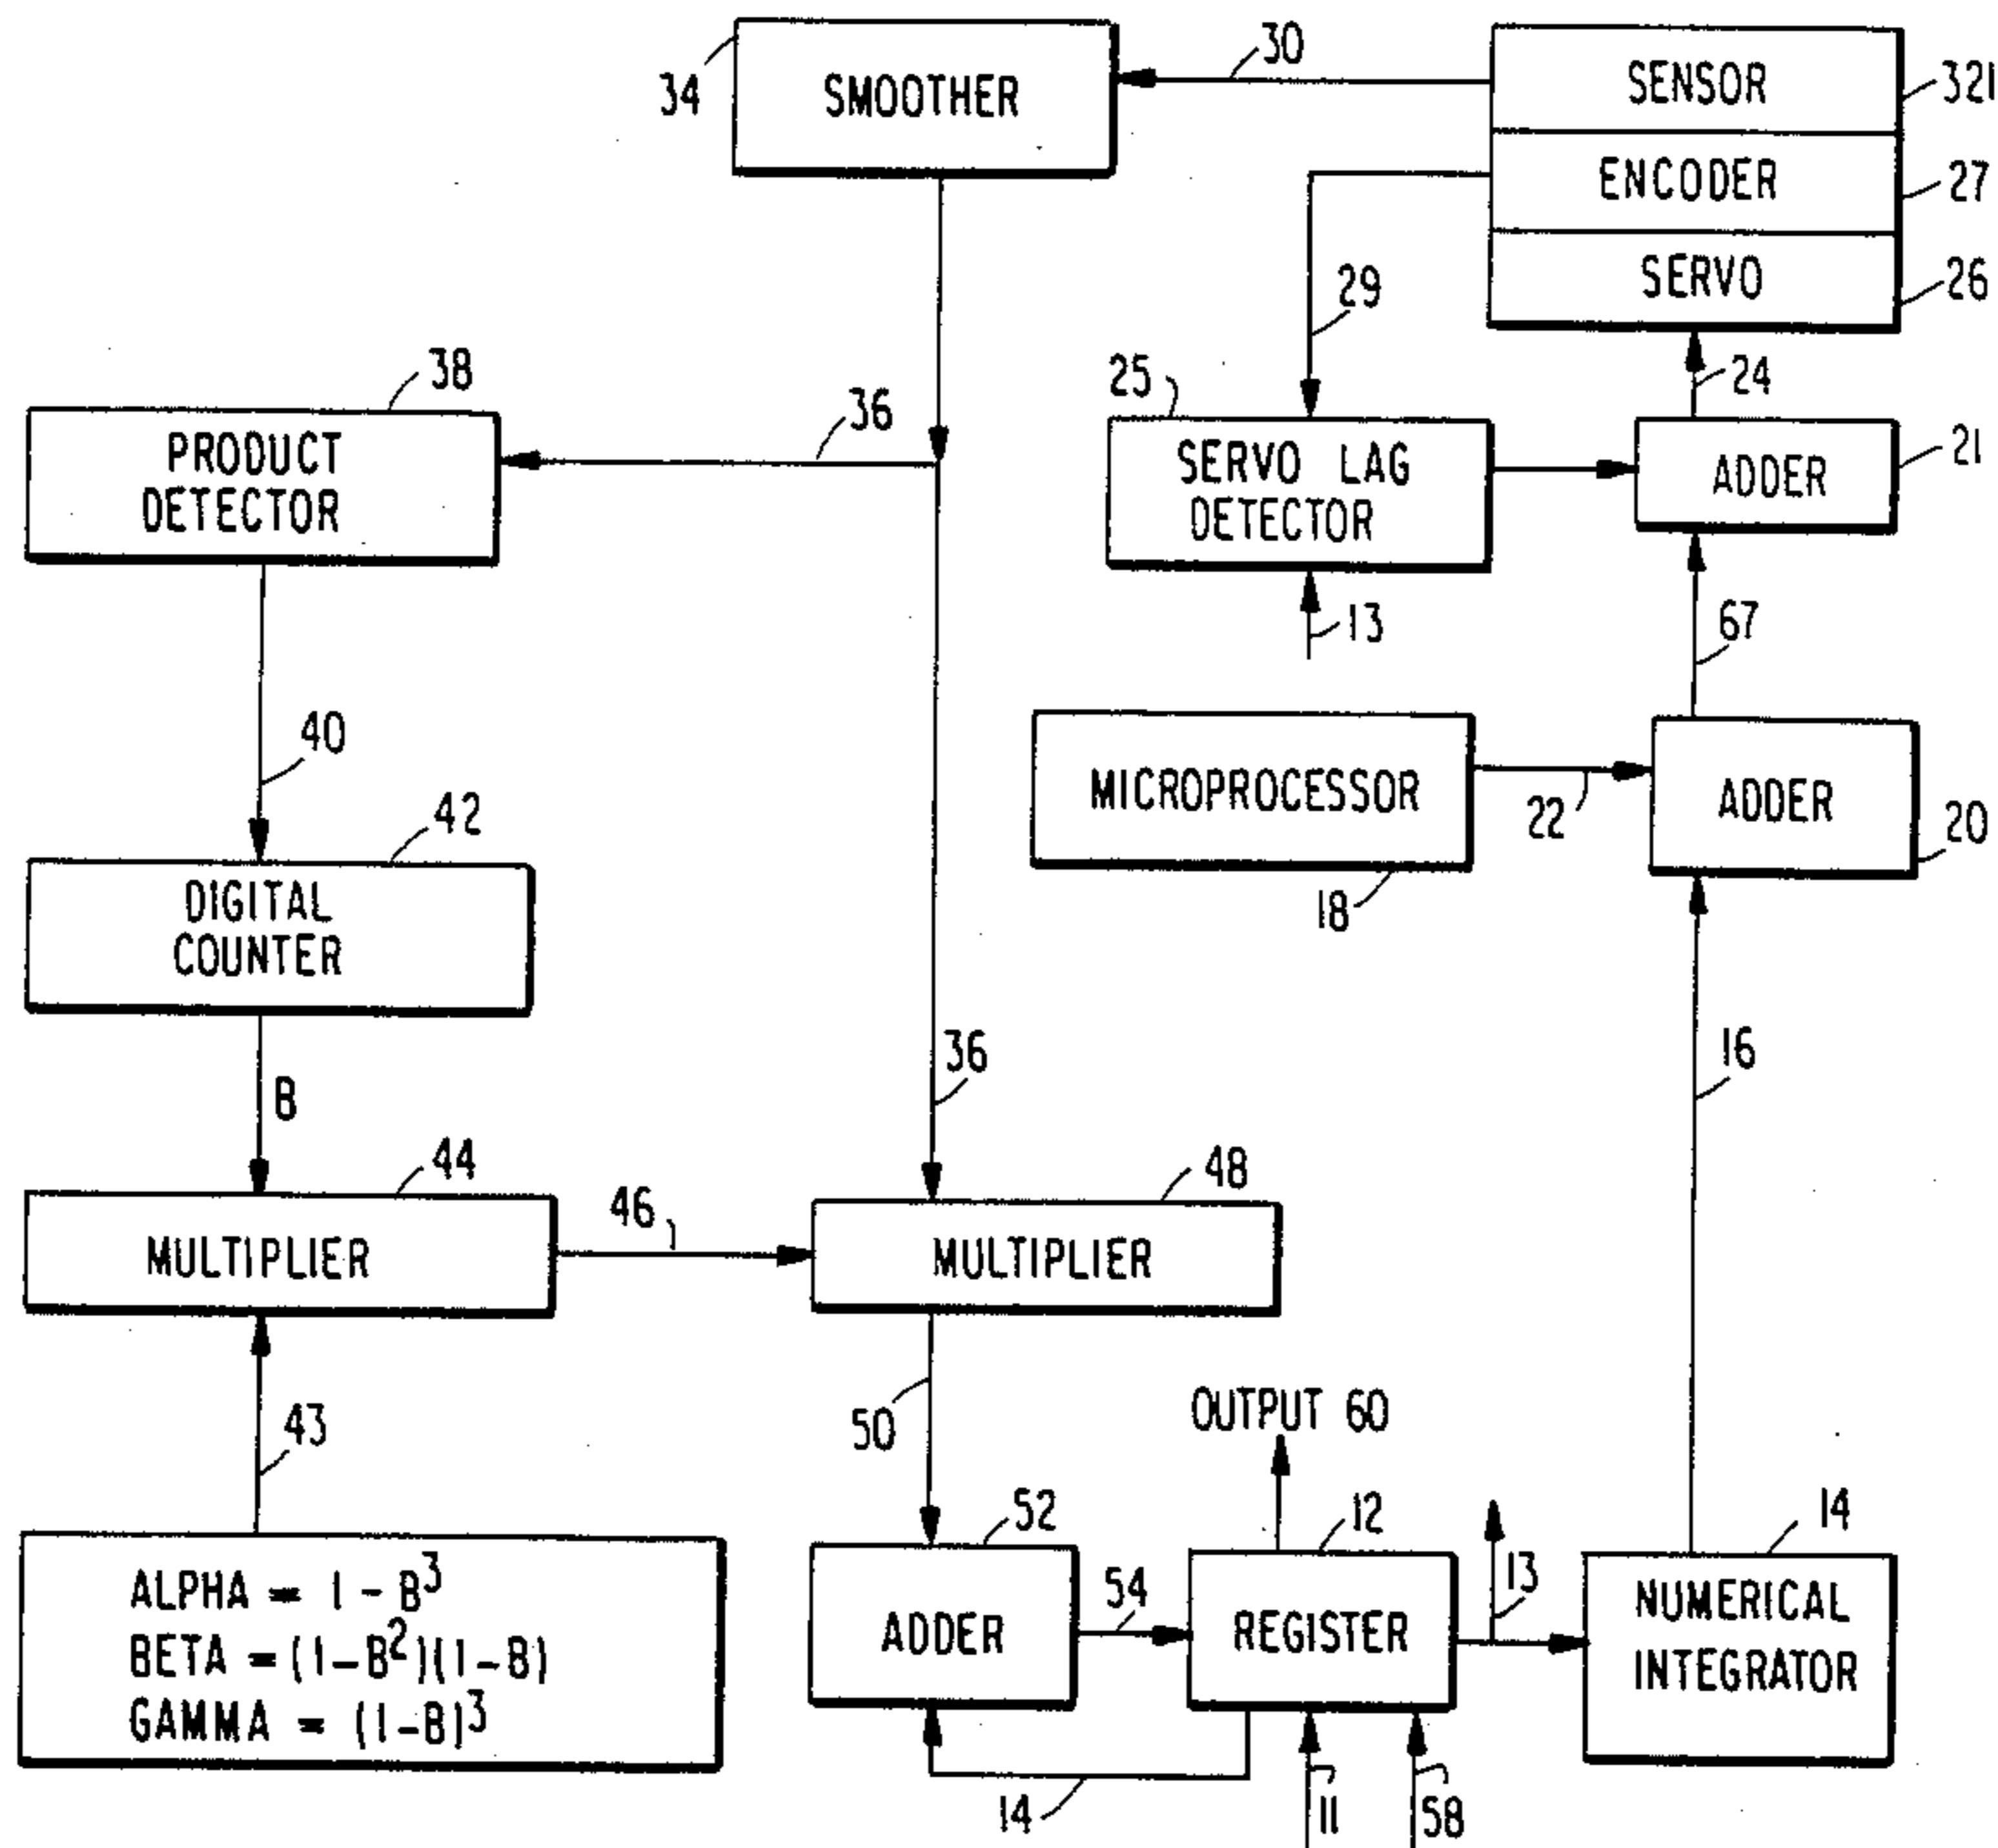 34
SMOOTHER
30
SENSOR
321
ENCODER
27
SERVO
26
29
24
38
PRODUCT
DETECTOR
36
25
SERVO LAG
DETECTOR
ADDER
21
13
67
40
MICROPROCESSOR
18
22
ADDER
20
42
DIGITAL
COUNTER
B
36
16
44
MULTIPLIER
46
48
MULTIPLIER
43
50
OUTPUT 60
ALPHA = 1 - B³
BETA = (1-B²)(1-B)
GAMMA = (1-B)³
52
ADDER
54
12
REGISTER
13
14
NUMERICAL
INTEGRATOR
14
11
58